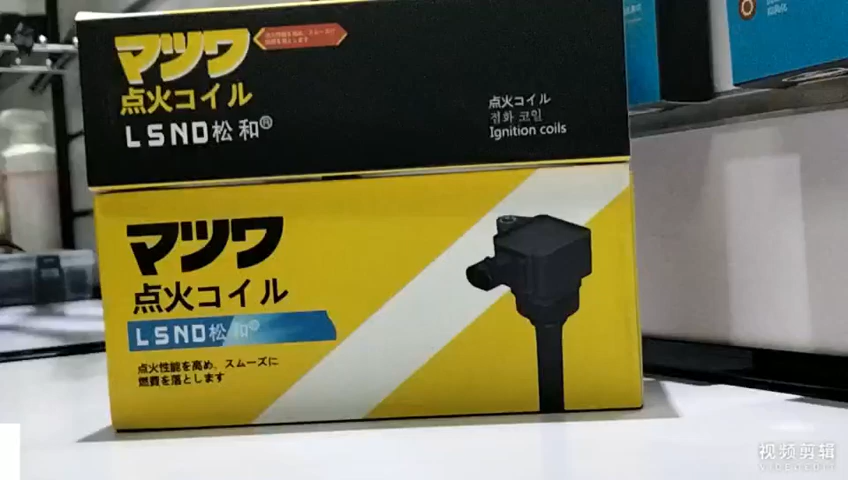 マツワ
点火コイル
LSND松和®
点火コイル
점화 코일
Ignition coils
マツワ
点火コイル
LSND松和®
点火性能を高め、スムーズに
燃費を落とします
视频剪辑